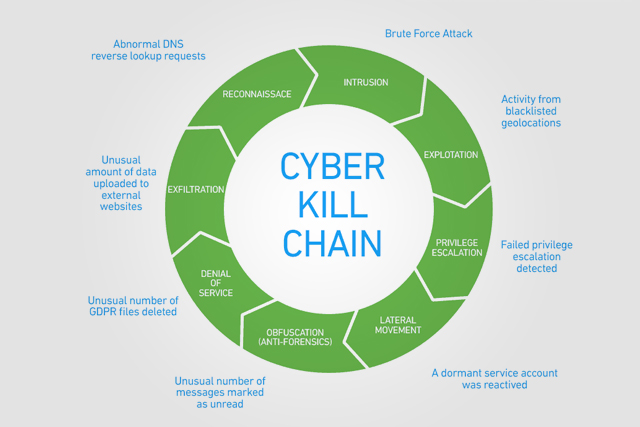 CYBER
KILL
CHAIN
Abnormal DNS
reverse lookup requests
RECONNAISSACE
Brute Force Attack
INTRUSION
Activity from
blacklisted
geolocations
EXPLOTATION
Failed privilege
escalation
detected
PRIVILEGE
ESCALATION
A dormant service account
was reactived
LATERAL
MOVEMENT
Unusual number of
messages marked
as unread
OBFUSCATION
(ANTI-FORENSICS)
Unusual number of
GDPR files deleted
DENIAL
OF
SERVICE
Unusual
amount of data
uploaded to
external
websites
EXFILTRATION